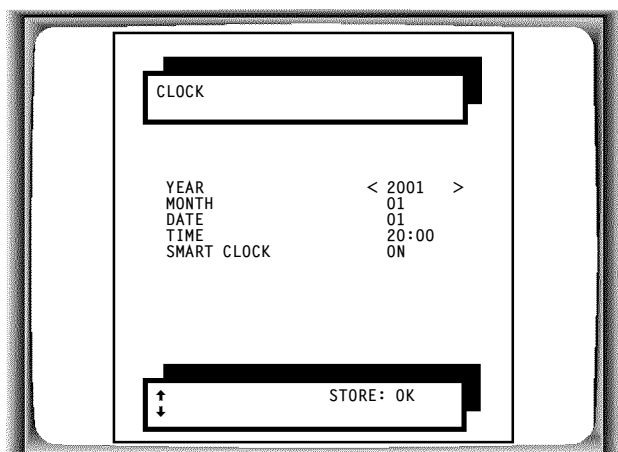 CLOCK
YEAR < 2001 >
MONTH 01
DATE 01
TIME 20:00
SMART CLOCK ON
↑ STORE: OK
↓